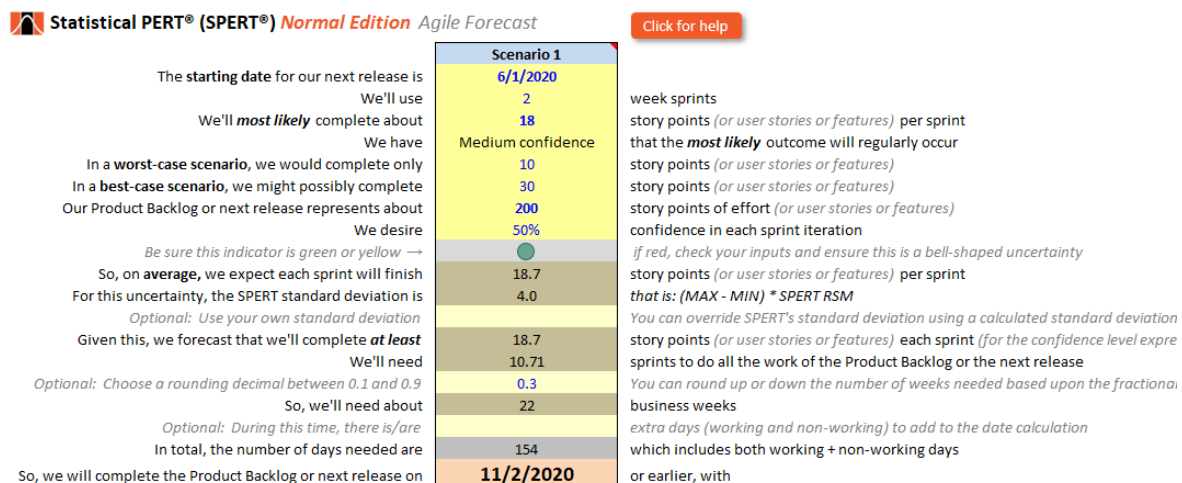 Statistical PERT® (SPERT®) Normal Edition Agile Forecast Click for help
Scenario 1
The starting date for our next release is 6/1/2020
We'll use 2 week sprints
We'll most likely complete about 18 story points (or user stories or features) per sprint
We have Medium confidence that the most likely outcome will regularly occur
In a worst-case scenario, we would complete only 10 story points (or user stories or features)
In a best-case scenario, we might possibly complete 30 story points (or user stories or features)
Our Product Backlog or next release represents about 200 story points of effort (or user stories or features)
We desire 50% confidence in each sprint iteration
Be sure this indicator is green or yellow → if red, check your inputs and ensure this is a bell-shaped uncertainty
So, on average, we expect each sprint will finish 18.7 story points (or user stories or features) per sprint
For this uncertainty, the SPERT standard deviation is 4.0 that is: (MAX - MIN) * SPERT RSM
Optional: Use your own standard deviation You can override SPERT's standard deviation using a calculated standard deviation
Given this, we forecast that we'll complete at least 18.7 story points (or user stories or features) each sprint (for the confidence level expre
We'll need 10.71 sprints to do all the work of the Product Backlog or the next release
Optional: Choose a rounding decimal between 0.1 and 0.9 0.3 You can round up or down the number of weeks needed based upon the fractional
So, we'll need about 22 business weeks
Optional: During this time, there is/are extra days (working and non-working) to add to the date calculation
In total, the number of days needed are 154 which includes both working + non-working days
So, we will complete the Product Backlog or next release on 11/2/2020 or earlier, with